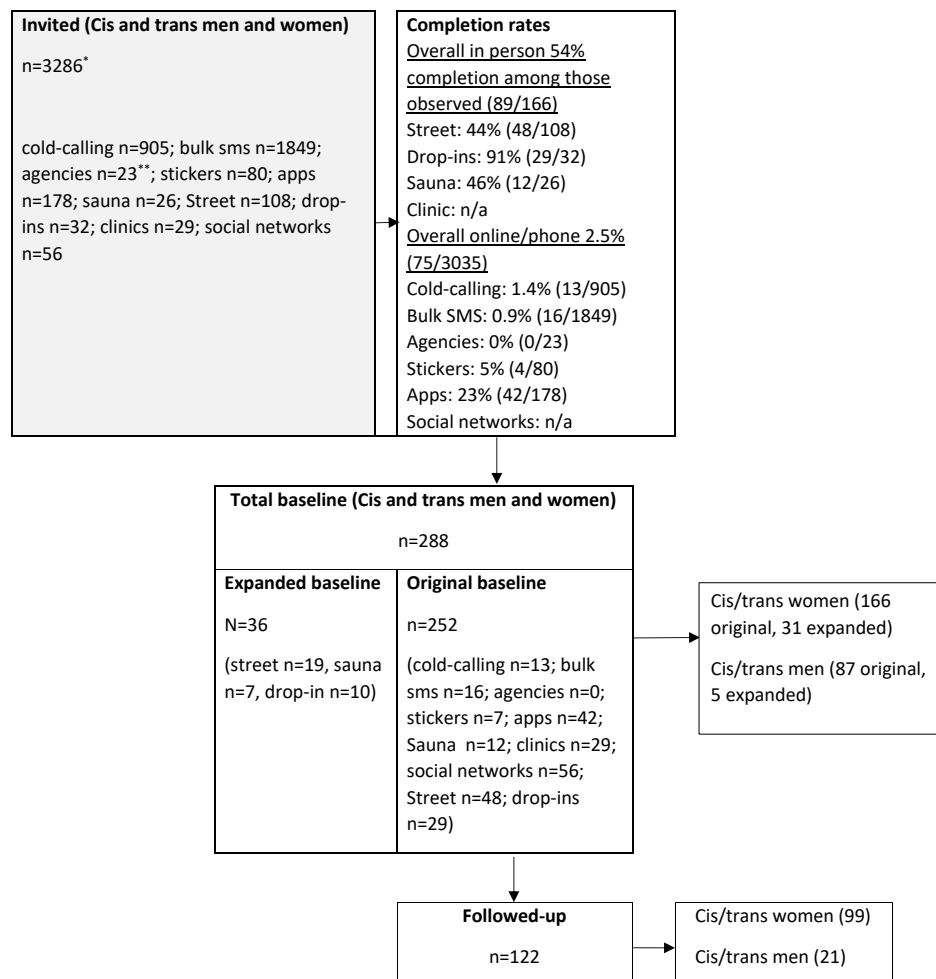 Invited (Cis and trans men and women)
n=3286*
cold-calling n=905; bulk sms n=1849;
agencies n=23**; stickers n=80; apps
n=178; sauna n=26; Street n=108; drop-
ins n=32; clinics n=29; social networks
n=56
Completion rates
Overall in person 54%
completion among those
observed (89/166)
Street: 44% (48/108)
Drop-ins: 91% (29/32)
Sauna: 46% (12/26)
Clinic: n/a
Overall online/phone 2.5%
(75/3035)
Cold-calling: 1.4% (13/905)
Bulk SMS: 0.9% (16/1849)
Agencies: 0% (0/23)
Stickers: 5% (4/80)
Apps: 23% (42/178)
Social networks: n/a
Total baseline (Cis and trans men and women)
n=288
Expanded baseline
N=36
(street n=19, sauna
n=7, drop-in n=10)
Original baseline
n=252
(cold-calling n=13; bulk
sms n=16; agencies n=0;
stickers n=7; apps n=42;
Sauna n=12; clinics n=29;
social networks n=56;
Street n=48; drop-ins
n=29)
Cis/trans women (166
original, 31 expanded)
Cis/trans men (87 original,
5 expanded)
Followed-up
n=122
Cis/trans women (99)
Cis/trans men (21)